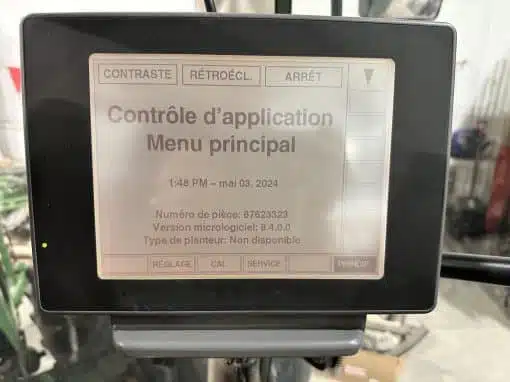 CONTRASTE
RÉTROÉCL.
ARRÊT
Contrôle d'application
Menu principal
1:48 PM – mai 03, 2024
Numéro de pièce: 87623323
Version micrologiciel: 8.4.0.0
Type de planteur: Non disponible
RÉGLAGE
CAL
SERVICE
PRINCIP